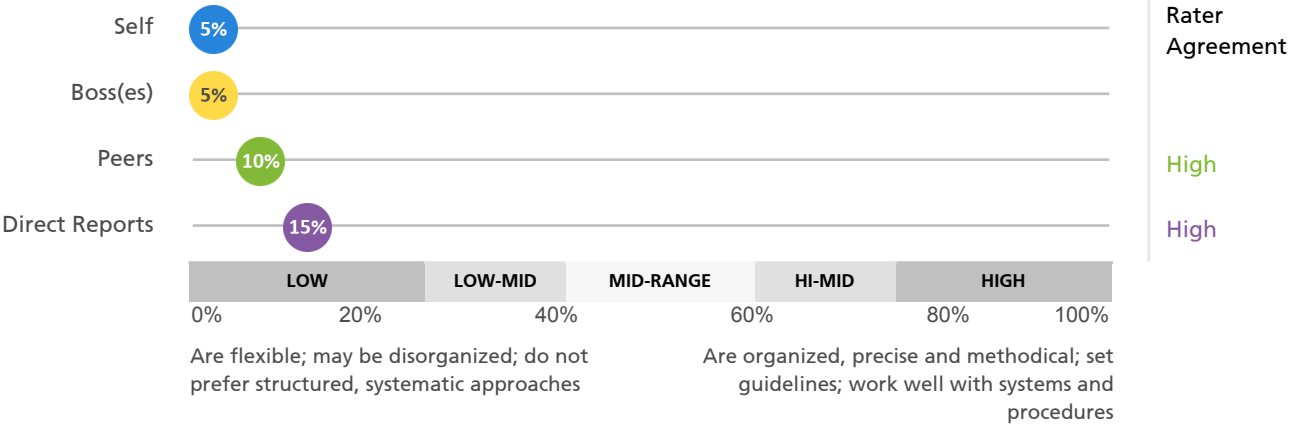 Rater
Agreement
Self 5%
Boss(es) 5%
Peers 10% High
Direct Reports 15% High
LOW LOW-MID MID-RANGE HI-MID HIGH
0% 20% 40% 60% 80% 100%
Are flexible; may be disorganized; do not
prefer structured, systematic approaches
Are organized, precise and methodical; set
guidelines; work well with systems and
procedures